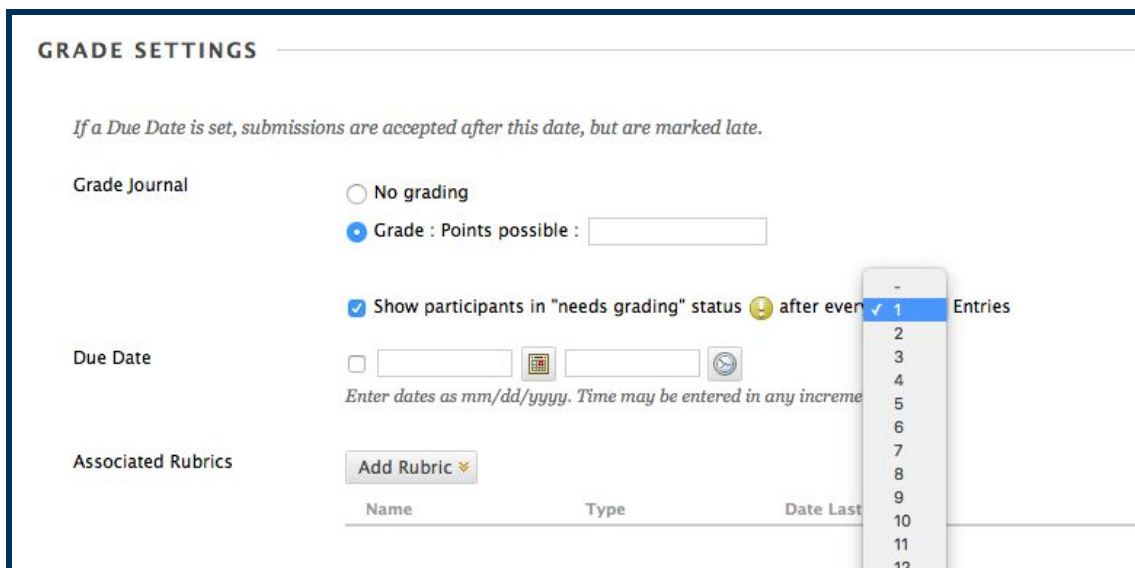 GRADE SETTINGS
If a Due Date is set, submissions are accepted after this date, but are marked late.
Grade Journal
No grading
Grade : Points possible :
Show participants in "needs grading" status after ever Entries
-
✓ 1
2
3
4
5
6
7
8
9
10
11
12
Due Date
Enter dates as mm/dd/yyyy. Time may be entered in any increme
Associated Rubrics
Add Rubric
Name Type Date Last